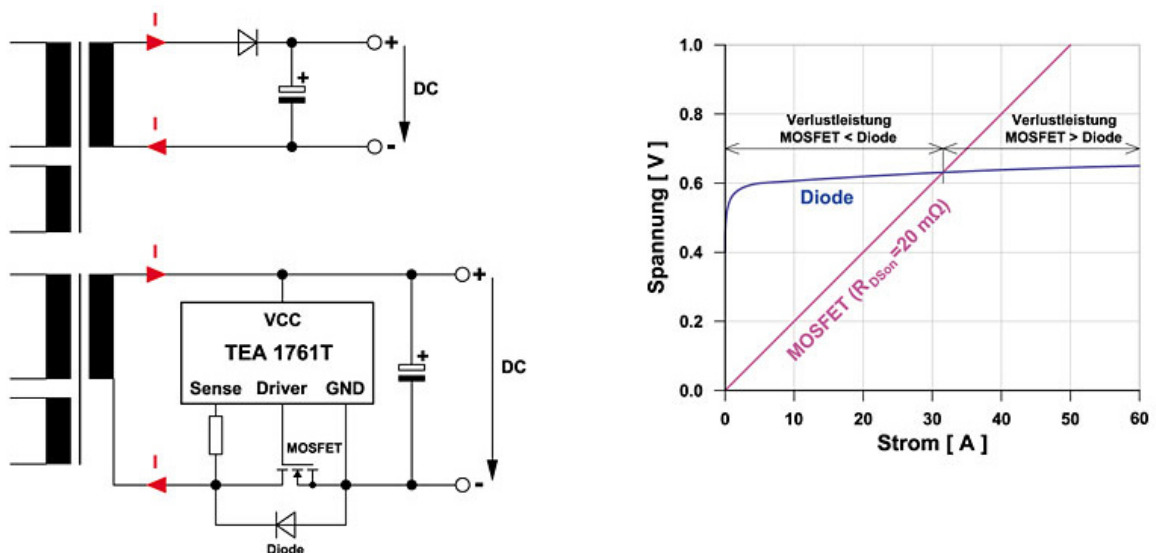 I
+
+
DC
I
-
I
+
VCC
TEA 1761T
Sense Driver GND
+
DC
MOSFET
I
-
Diode
1.0
0.8
0.6
0.4
0.2
0.0
Spannung [ V ]
Verlustleistung
MOSFET < Diode
Verlustleistung
MOSFET > Diode
Diode
MOSFET (RDSon=20 mΩ)
0 10 20 30 40 50 60
Strom [ A ]